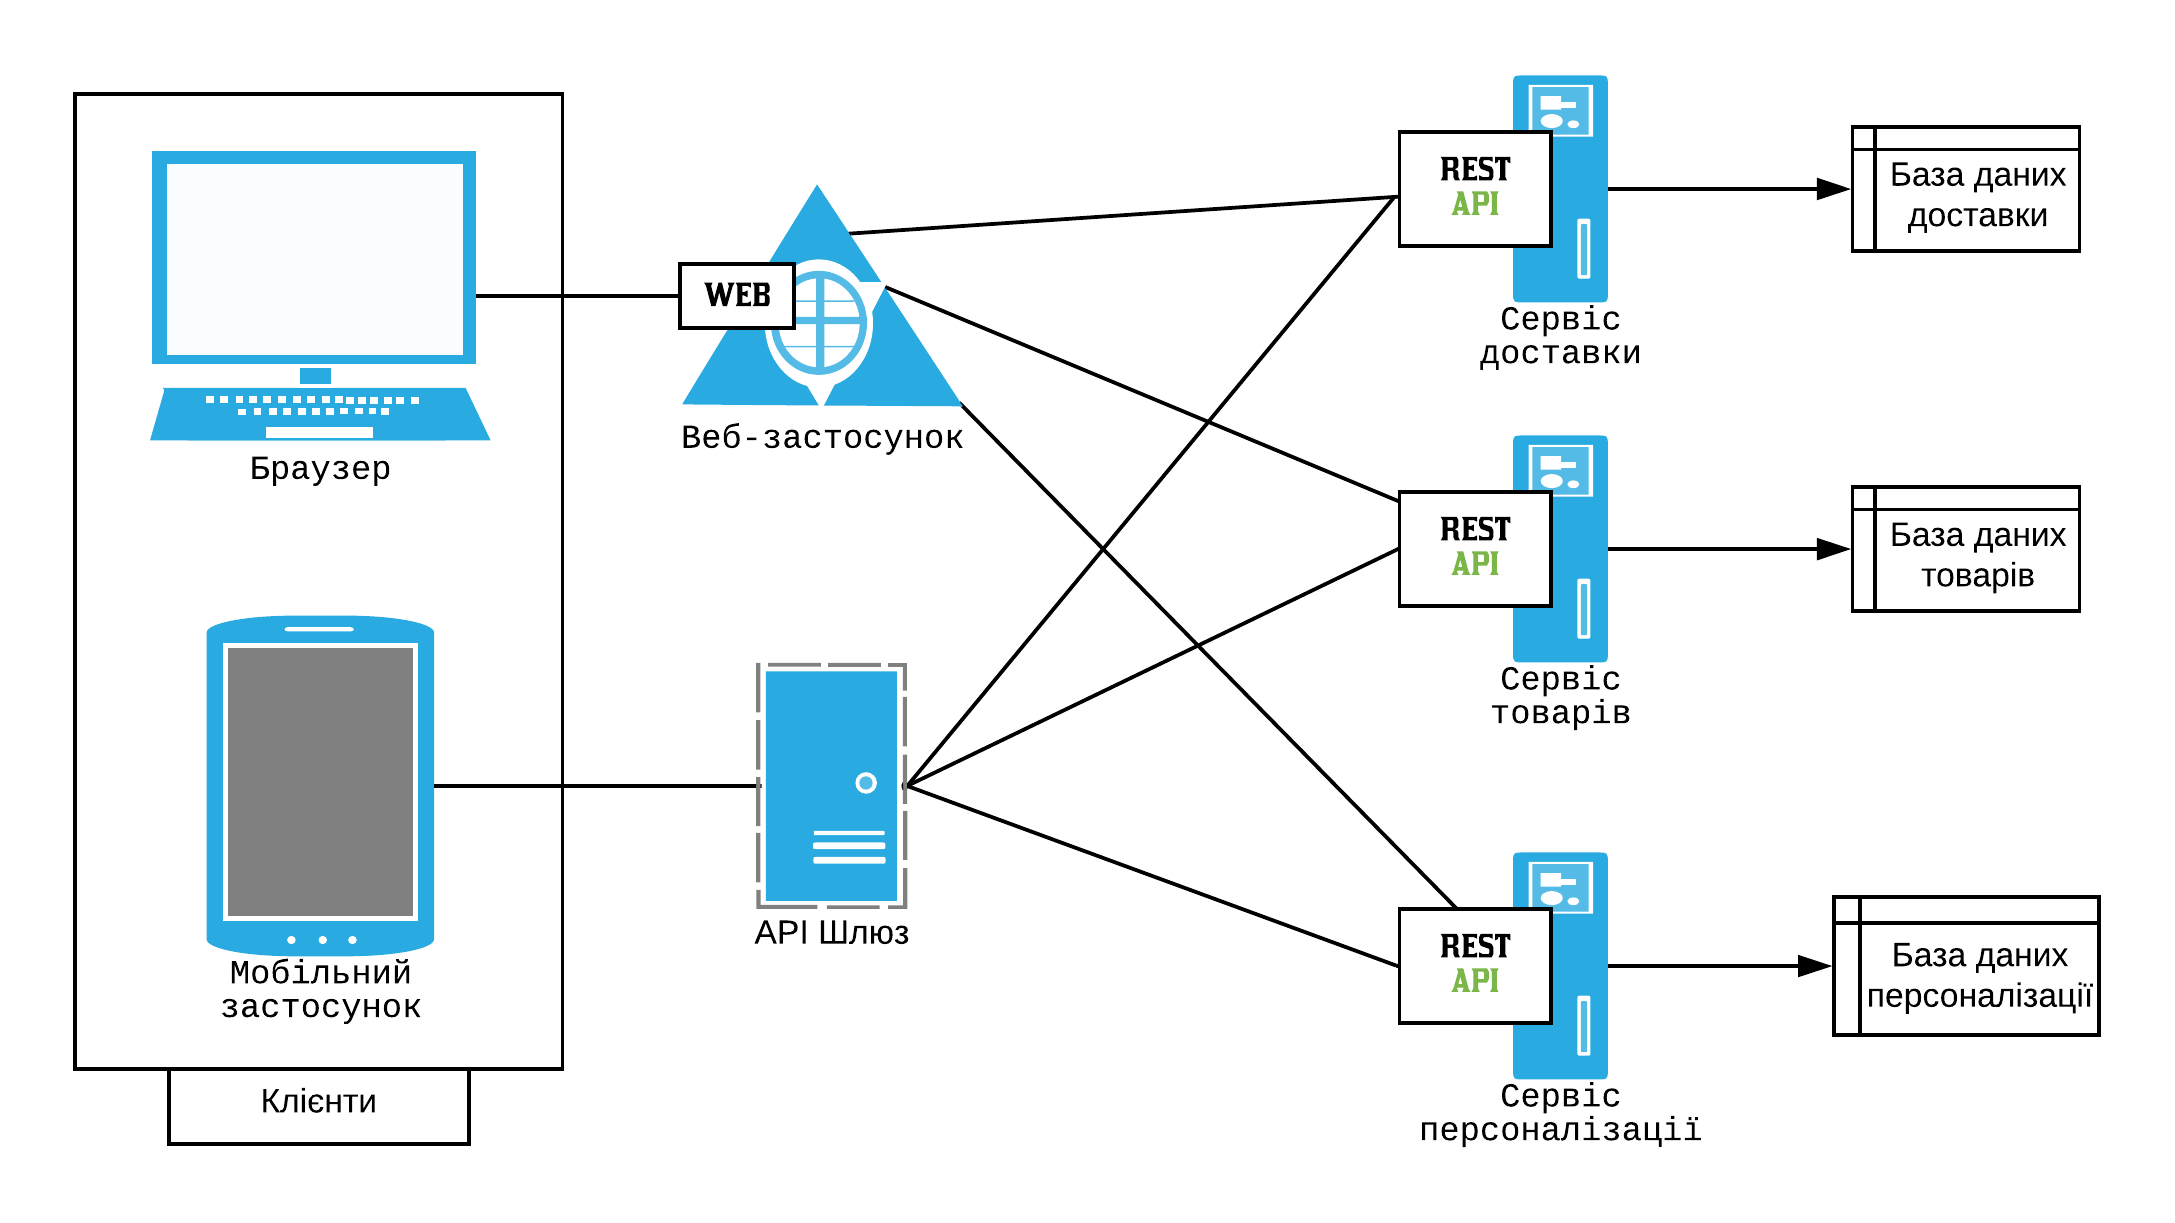 Браузер
Мобільний
застосунок
Клієнти
WEB
Веб-застосунок
API Шлюз
REST
API
Сервіс
доставки
База даних
доставки
REST
API
Сервіс
товарів
База даних
товарів
REST
API
Сервіс
персоналізації
База даних
персоналізації